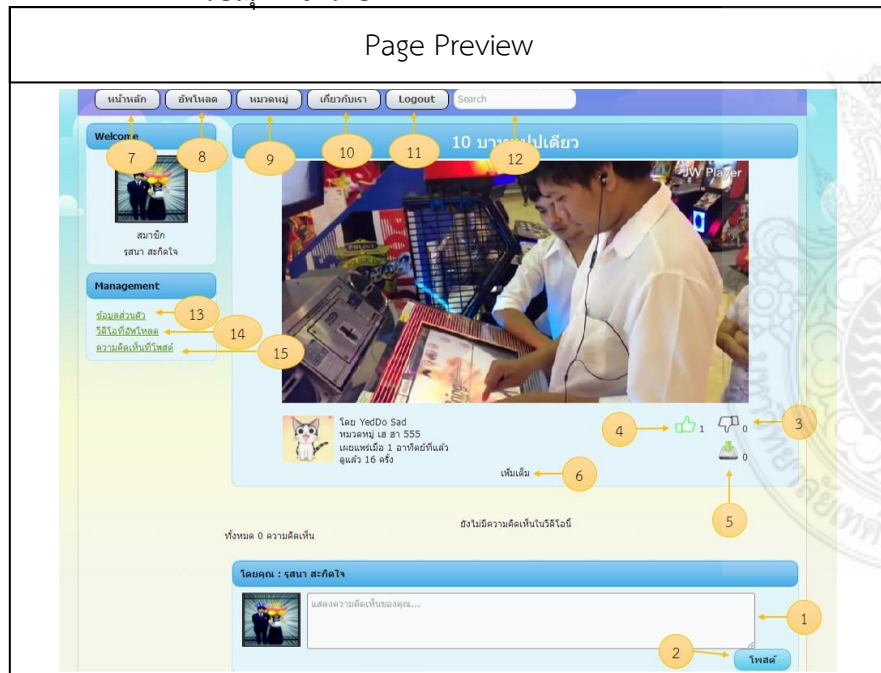 Page Preview
หน้าหลัก อัพโหลด หมวดหมู่ เกี่ยวกับเรา Logout Search
Welcome
7 8 9 10 11 12
10
JW Player
สมาชิก
รุสนา สะกิดใจ
Management
ข้อมูลส่วนตัว 13
วิดีโอที่อัพโหลด 14
ความคิดเห็นที่โพสต์ 15
โดย YedDo Sad
หมวดหมู่ เฮ ฮา 555
เผยแพร่เมื่อ 1 อาทิตย์ที่แล้ว
ดูแล้ว 16 ครั้ง
4 1 0 3
0
เพิ่มเติม 6
5
ยังไม่มีความคิดเห็นในวิดีโอนี้
ทั้งหมด 0 ความคิดเห็น
โดยคุณ : รุสนา สะกิดใจ
แสดงความคิดเห็นของคุณ...
1
2 โพสต์